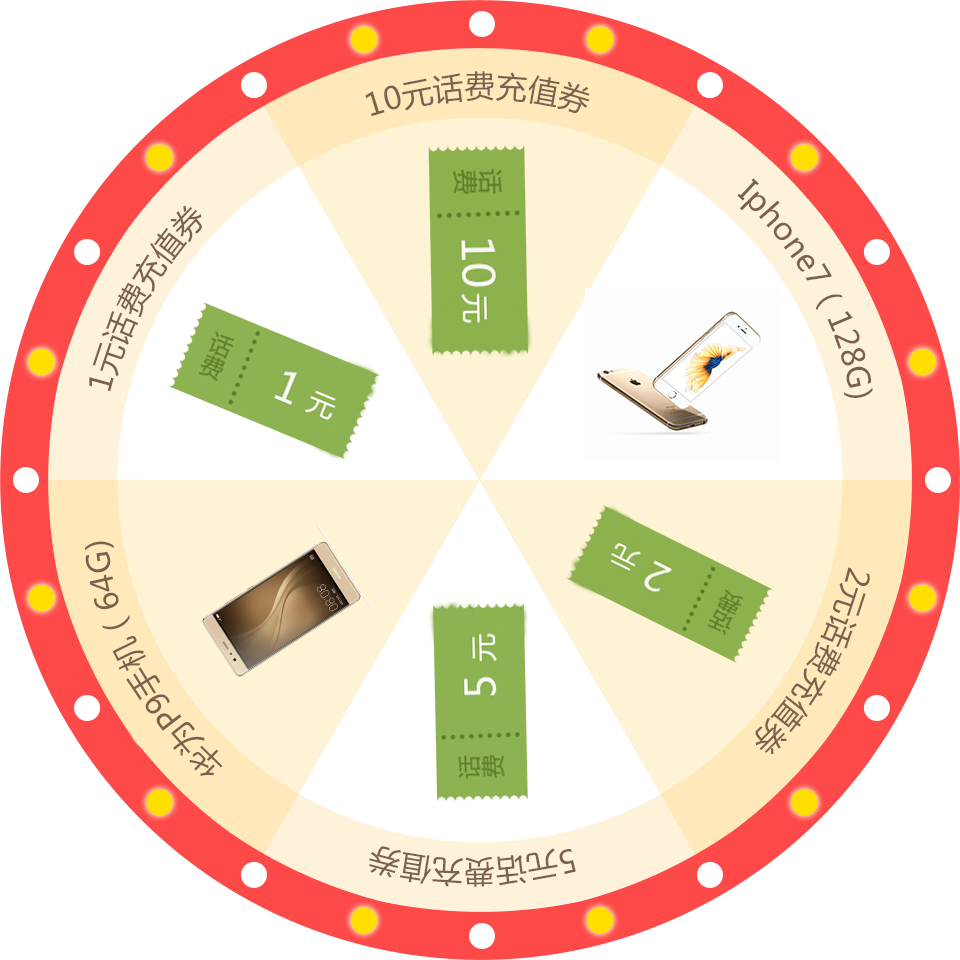 10元话费充值券
话费
10元
Iphone7（128G）
2元话费充值券
2 元
话费
5元话费充值券
5 元
话费
华为P9手机（64G）
08:08
1元话费充值券
话费
1 元